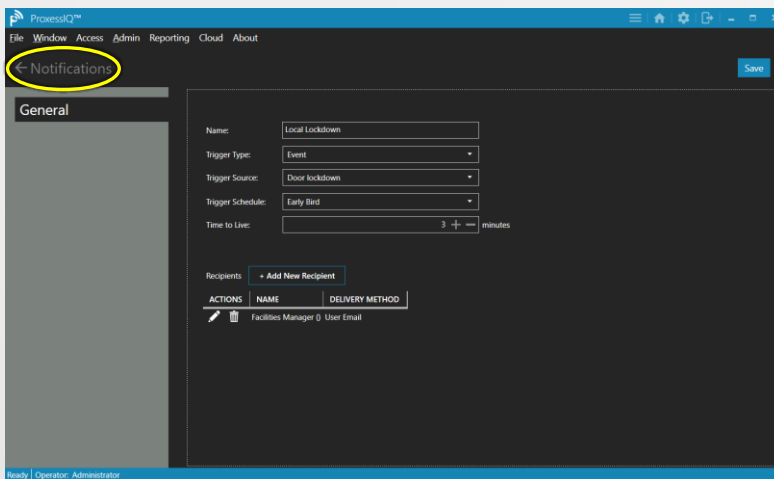 ProxessIQ™
File Window Access Admin Reporting Cloud About
Notifications
Save
General
Name: Local Lockdown
Trigger Type: Event
Trigger Source: Door lockdown
Trigger Schedule: Early Bird
Time to Live: 3 minutes
Recipients + Add New Recipient
ACTIONS NAME DELIVERY METHOD
Facilities Manager () User Email
Ready Operator: Administrator